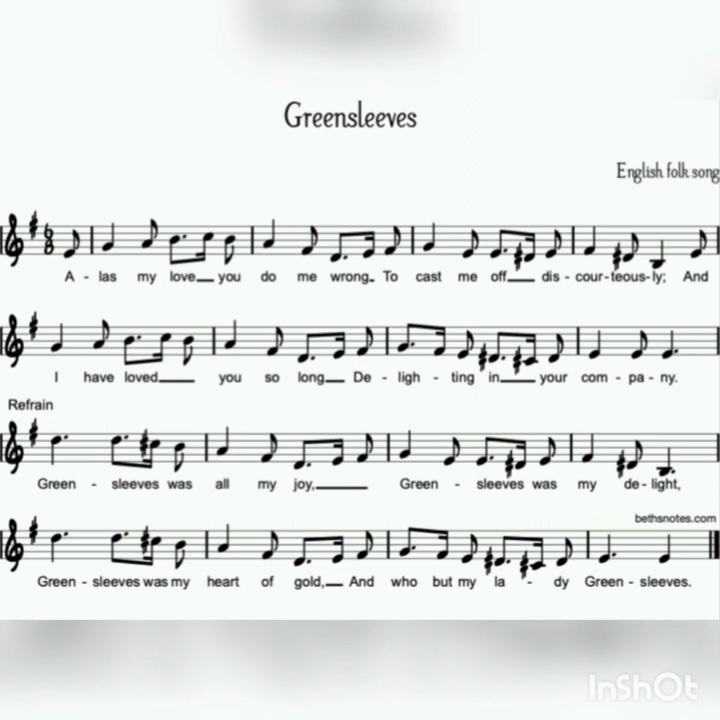 Greensleeves
English folk song
A - las my love you do me wrong. To cast me off dis - cour - teous - ly; And
I have loved you so long De - ligh - ting in your com - pa - ny.
Refrain
Green - sleeves was all my joy, Green - sleeves was my de - light,
bethsnotes.com
Green - sleeves was my heart of gold, And who but my la - dy Green - sleeves.
InShOt